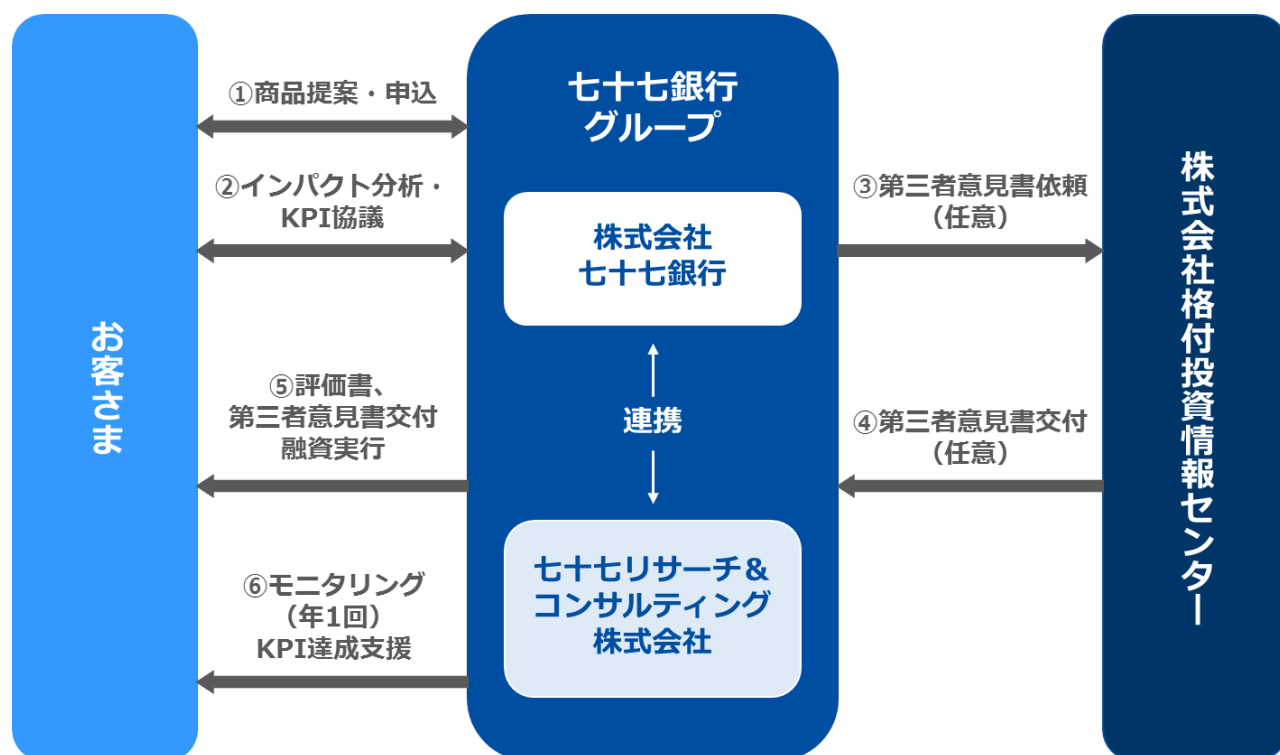 お客さま
①商品提案・申込
②インパクト分析・
KPI協議
⑤評価書、
第三者意見書交付
融資実行
⑥モニタリング
（年1回）
KPI達成支援
七十七銀行
グループ
株式会社
七十七銀行
連携
七十七リサーチ＆
コンサルティング
株式会社
③第三者意見書依頼
（任意）
④第三者意見書交付
（任意）
株式会社格付投資情報センター